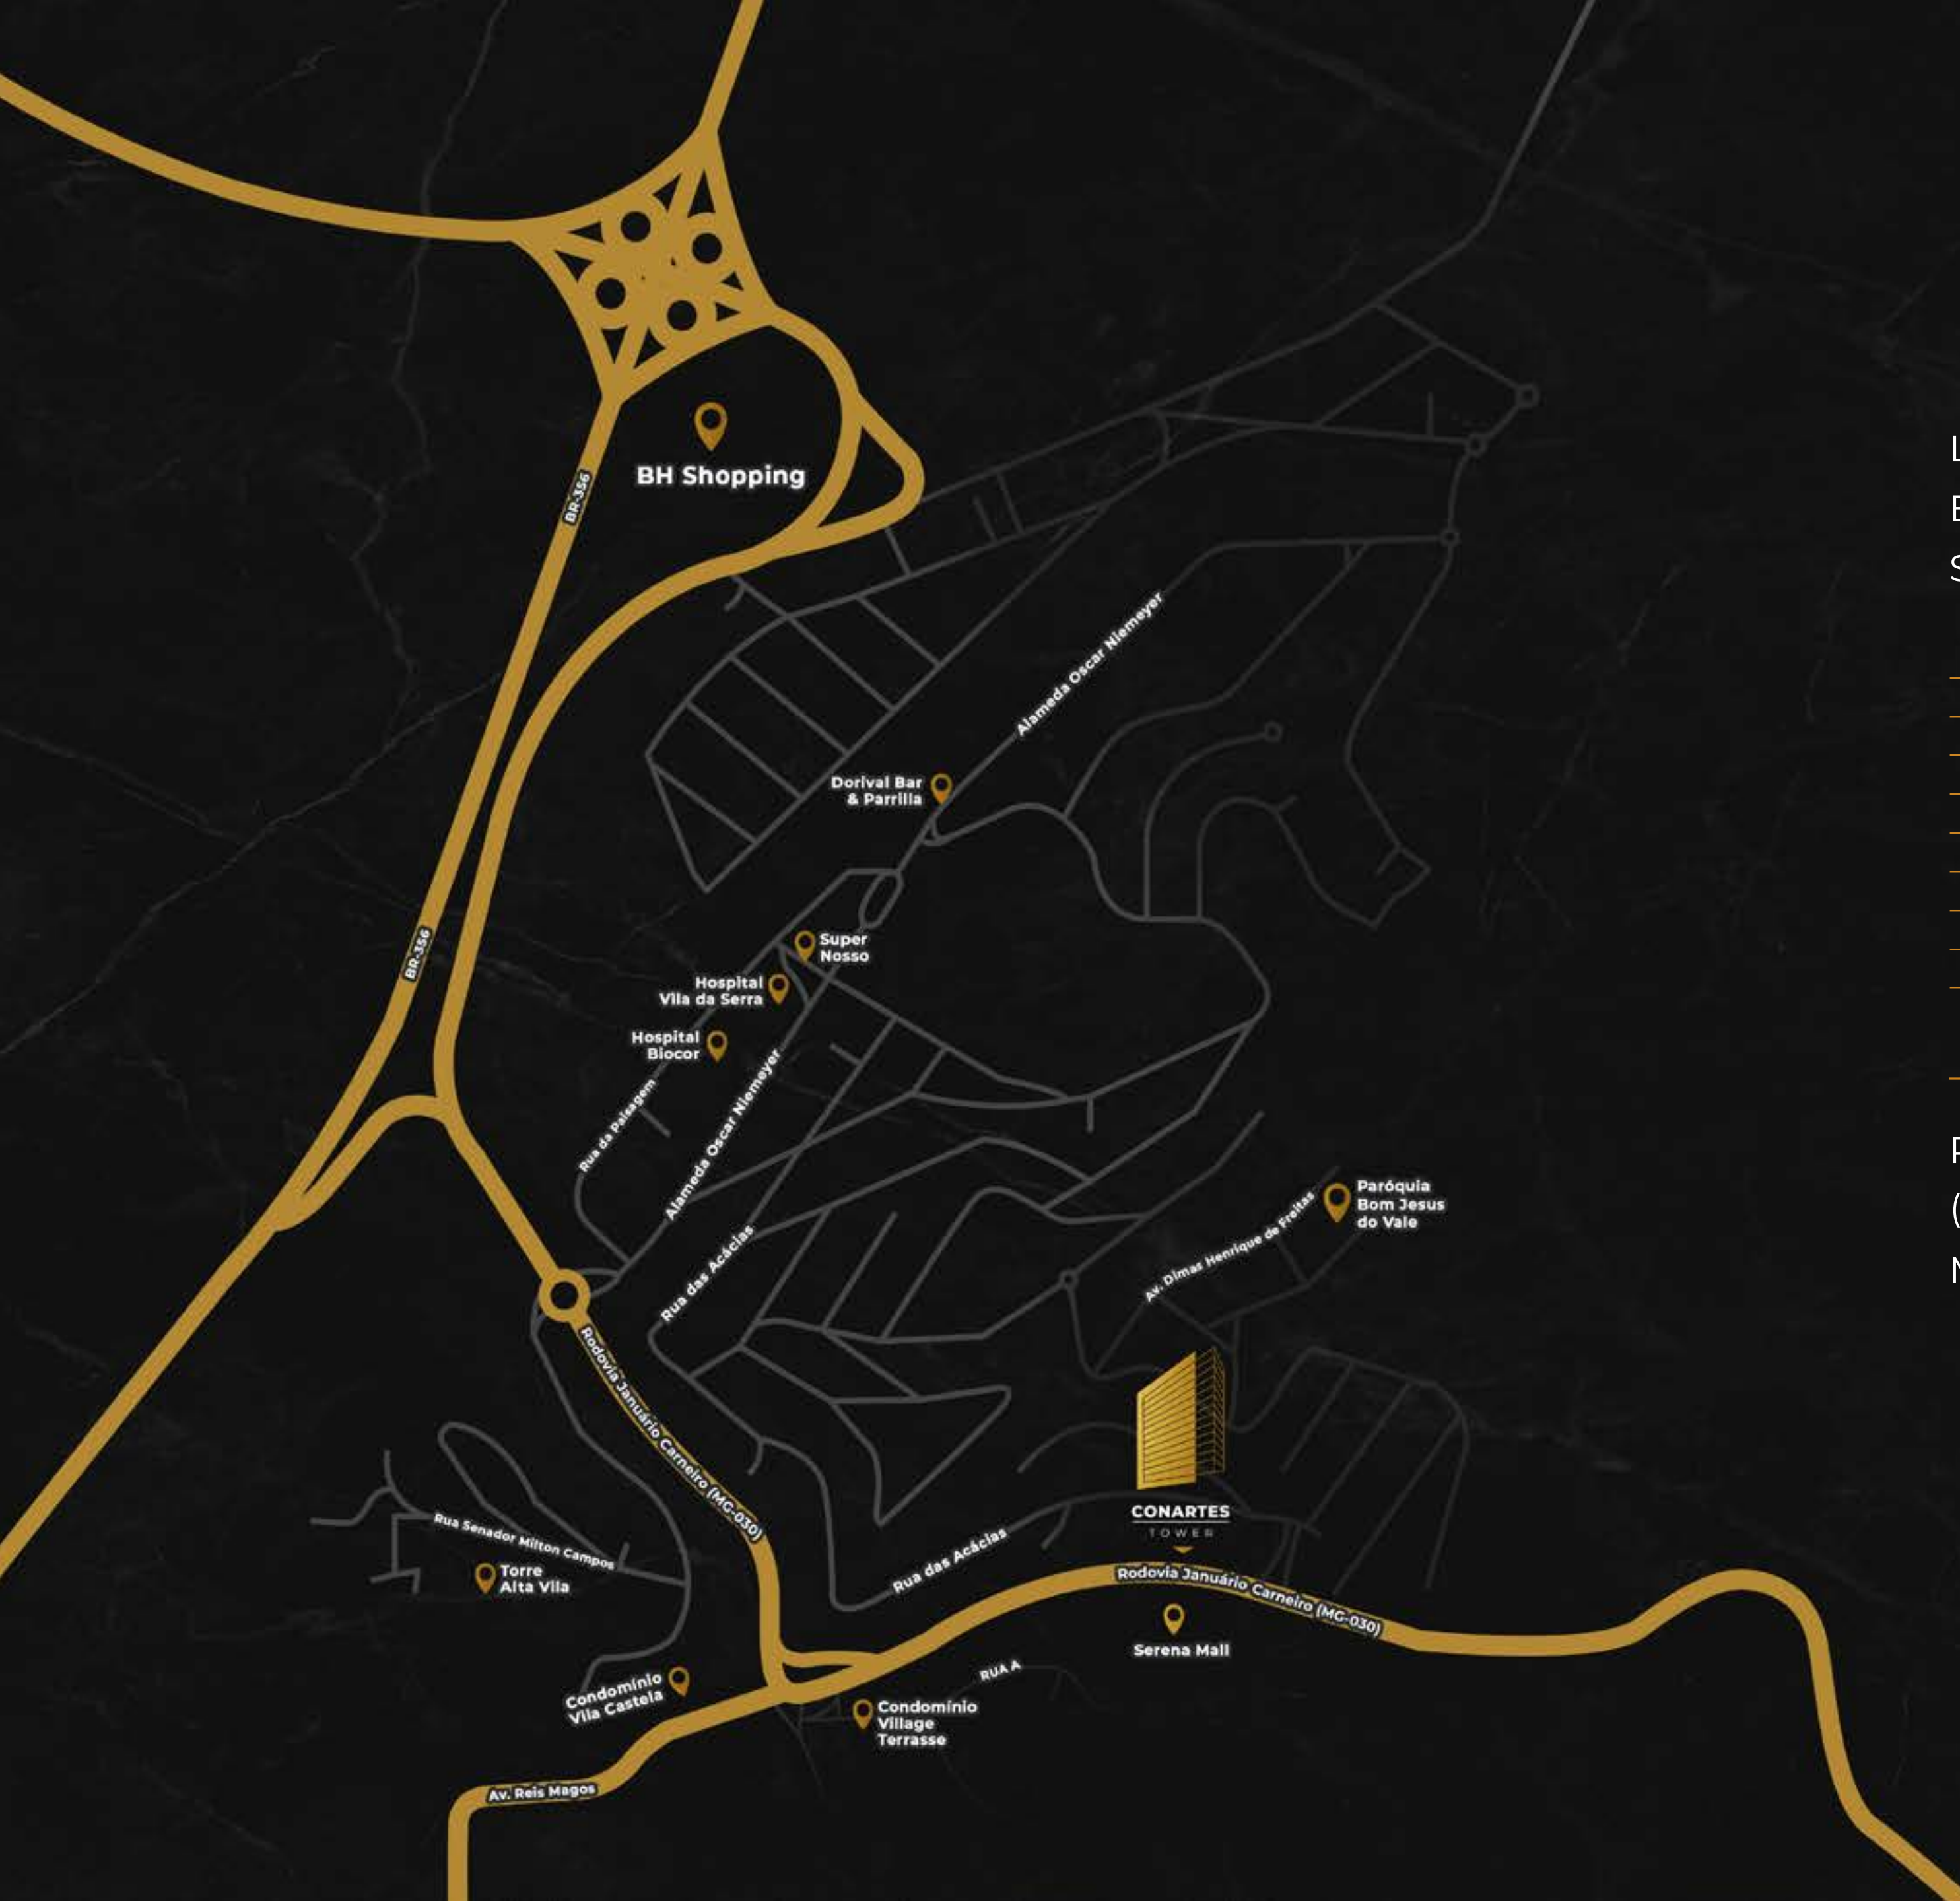 BH Shopping
BR-356
Alameda Oscar Niemeyer
Dorival Bar
& Parrilla
BR-356
Super
Nosso
Hospital
Vila da Serra
Hospital
Biocor
Rua da Paisagem
Alameda Oscar Niemeyer
Rua das Acácias
Paróquia
Bom Jesus
do Vale
Av. Dimas Henrique de Freitas
Rodovia Januário Carneiro (MG-030)
CONARTES
TOWER
Rua Senador Milton Campos
Torre
Alta Vila
Rua das Acácias
Rodovia Januário Carneiro (MG-030)
Serena Mall
RUA A
Condomínio
Vila Castela
Condomínio
Village
Terrasse
Av. Reis Magos